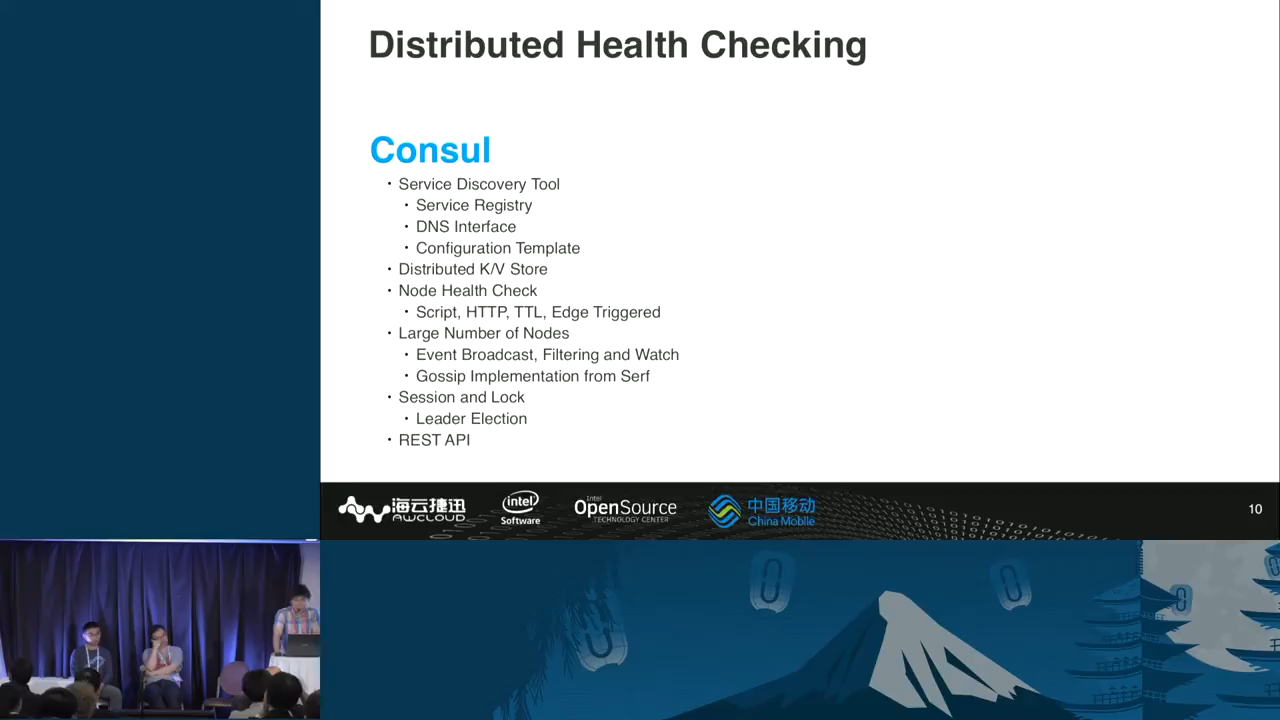 Distributed Health Checking
Consul
• Service Discovery Tool
• Service Registry
• DNS Interface
• Configuration Template
• Distributed K/V Store
• Node Health Check
• Script, HTTP, TTL, Edge Triggered
• Large Number of Nodes
• Event Broadcast, Filtering and Watch
• Gossip Implementation from Serf
• Session and Lock
• Leader Election
• REST API
海云捷迅
AWCLOUD
intel
Software
Intel
OpenSource
TECHNOLOGY CENTER
中国移动
China Mobile
10